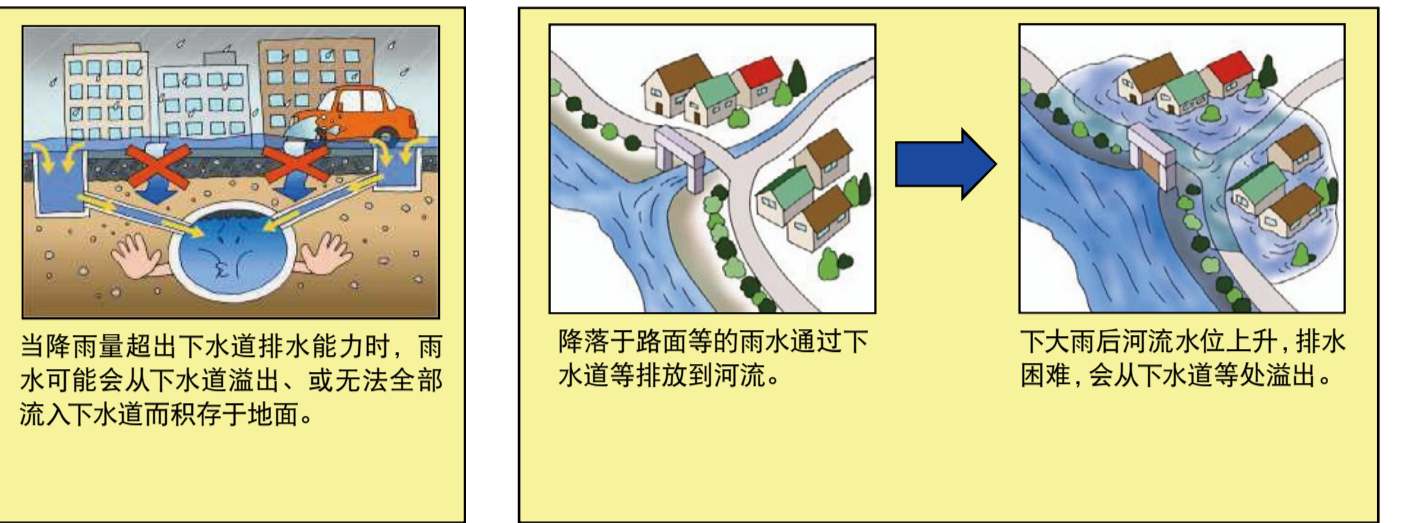 当降雨量超出下水道排水能力时，雨
水可能会从下水道溢出、或无法全部
流入下水道而积存于地面。
降落于路面等的雨水通过下
水道等排放到河流。
下大雨后河流水位上升，排水
困难，会从下水道等处溢出。